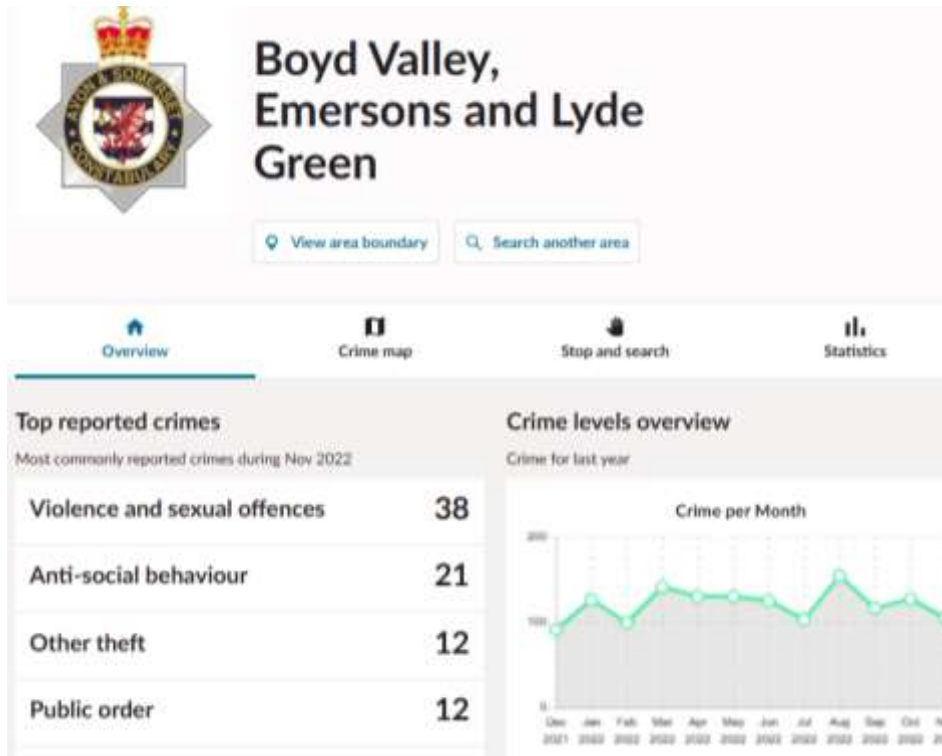 AVON & SOMERSET
CONSTABULARY
Boyd Valley,
Emersons and Lyde
Green
View area boundary
Search another area
Overview
Crime map
Stop and search
Statistics
Top reported crimes
Most commonly reported crimes during Nov 2022
Violence and sexual offences 38
Anti-social behaviour 21
Other theft 12
Public order 12
Crime levels overview
Crime for last year
Crime per Month
200
100
0
Dec Jan Feb Mar Apr May Jun Jul Aug Sep Oct
2021 2022 2022 2022 2022 2022 2022 2022 2022 2022 2022